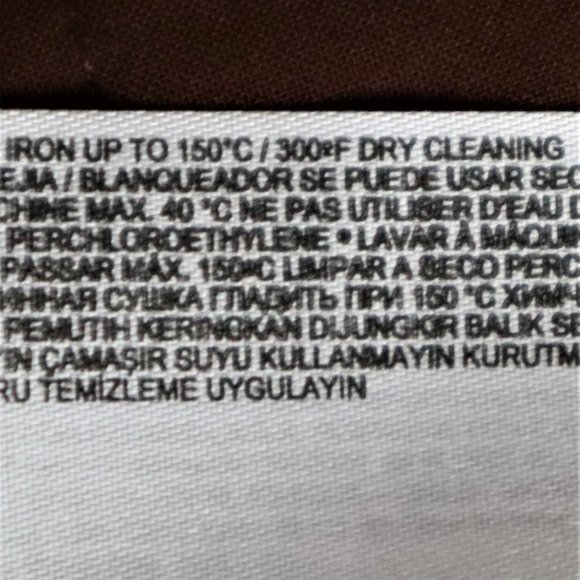 IRON UP TO 150°C / 300ºF DRY CLEANING
EJIA / BLANQUEADOR SE PUEDE USAR SEC
CHINE MAX. 40 °C NE PAS UTILISER D'EAU D
PERCHLOROETHYLENE • LAVAR À MÁQUI
PASSAR MÁX. 150ºC LIMPAR A SECO PERC
ИННАЯ СУШКА ГЛАДИТЬ ПРИ 150 °C ХИМЧ
PEMUTIH KERINGKAN DIJUNGKIR BALIK SE
IN ÇAMAŞIR SUYU KULLANMAYIN KURUTM
RU TEMİZLEME UYGULAYIN